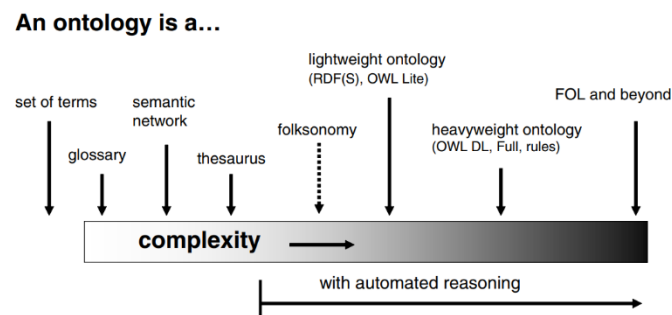 An ontology is a…
lightweight ontology
(RDF(S), OWL Lite)
FOL and beyond
set of terms
semantic
network
folksonomy
heavyweight ontology
(OWL DL, Full, rules)
glossary
thesaurus
complexity
with automated reasoning